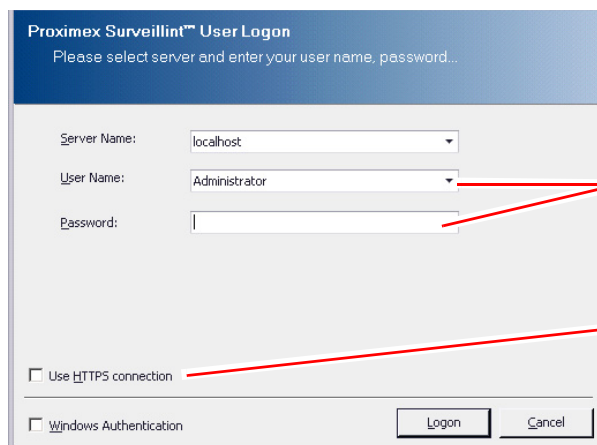 Proximex Surveillint™ User Logon
Please select server and enter your user name, password...
Server Name: localhost
User Name: Administrator
Password:
Use HTTPS connection
Windows Authentication Logon Cancel